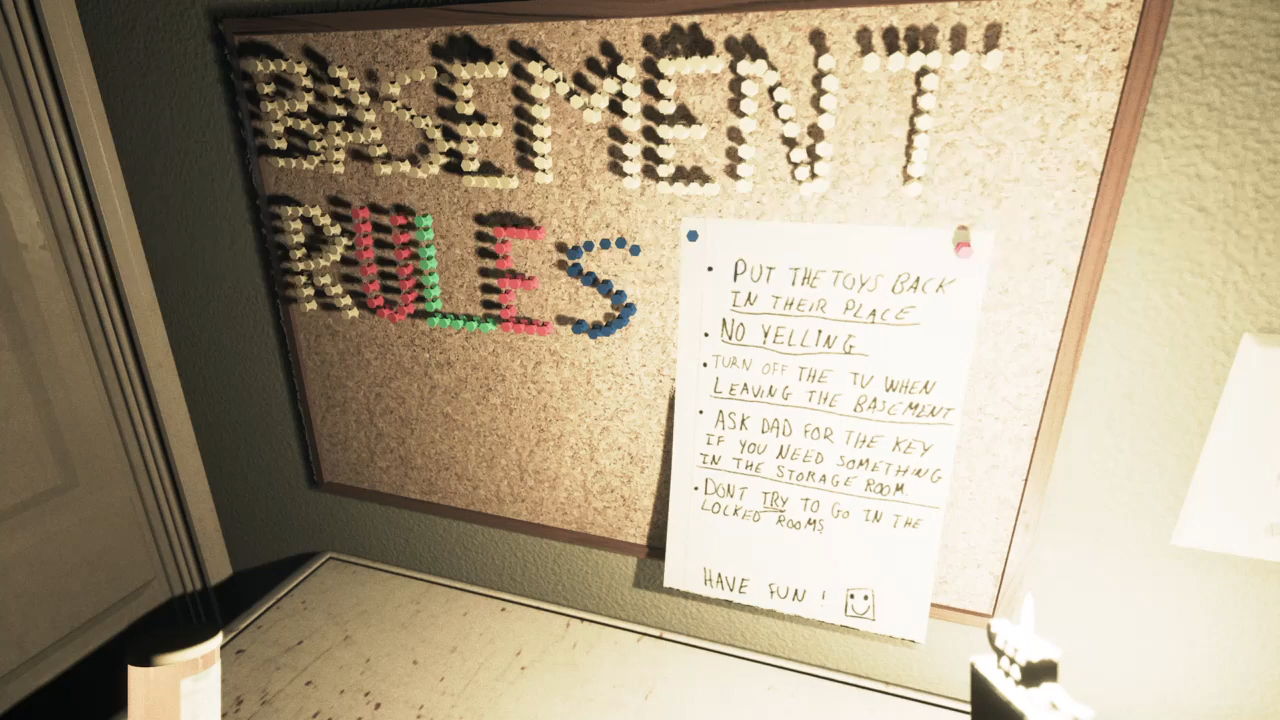 BASEMENT
RULES
• PUT THE TOYS BACK
IN THEIR PLACE
• NO YELLING
• TURN OFF THE TV WHEN
LEAVING THE BASEMENT
• ASK DAD FOR THE KEY
IF YOU NEED SOMETHING
IN THE STORAGE ROOM.
• DONT TRY TO GO IN THE
LOCKED ROOMS
HAVE FUN!